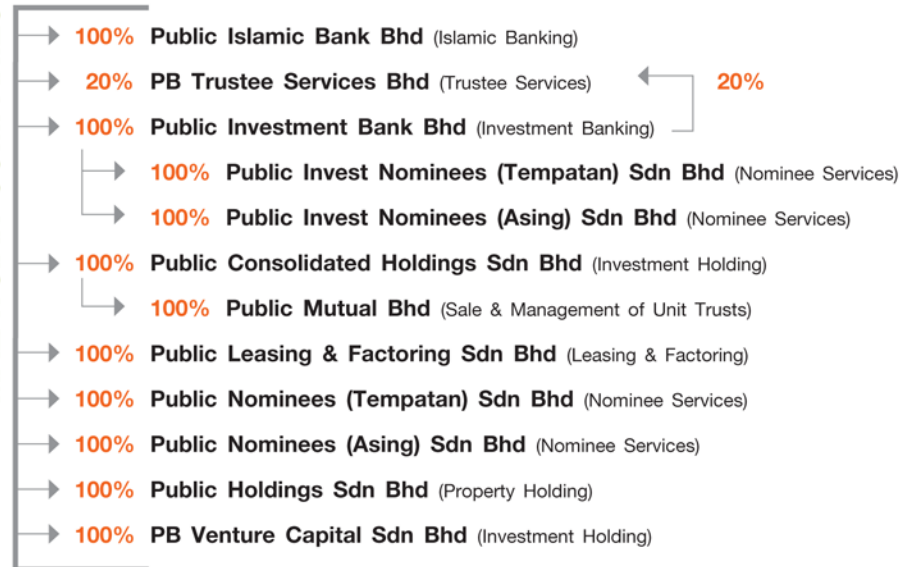 100% Public Islamic Bank Bhd (Islamic Banking)
20% PB Trustee Services Bhd (Trustee Services) 20%
100% Public Investment Bank Bhd (Investment Banking)
100% Public Invest Nominees (Tempatan) Sdn Bhd (Nominee Services)
100% Public Invest Nominees (Asing) Sdn Bhd (Nominee Services)
100% Public Consolidated Holdings Sdn Bhd (Investment Holding)
100% Public Mutual Bhd (Sale & Management of Unit Trusts)
100% Public Leasing & Factoring Sdn Bhd (Leasing & Factoring)
100% Public Nominees (Tempatan) Sdn Bhd (Nominee Services)
100% Public Nominees (Asing) Sdn Bhd (Nominee Services)
100% Public Holdings Sdn Bhd (Property Holding)
100% PB Venture Capital Sdn Bhd (Investment Holding)